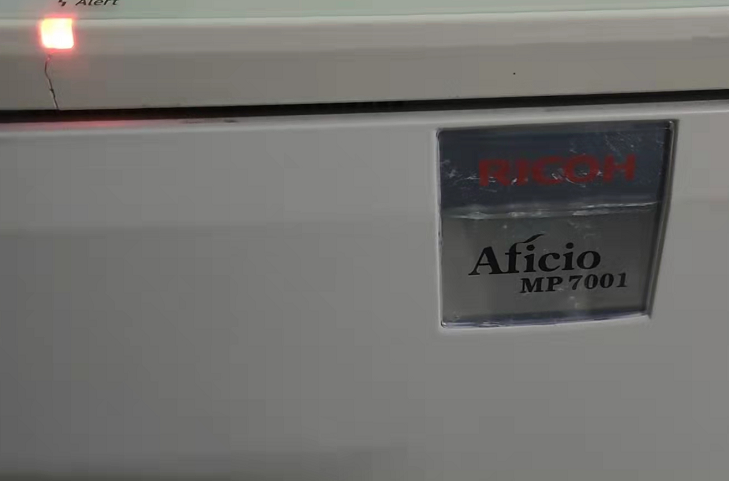 Alert
RICOH
Aficio
MP 7001